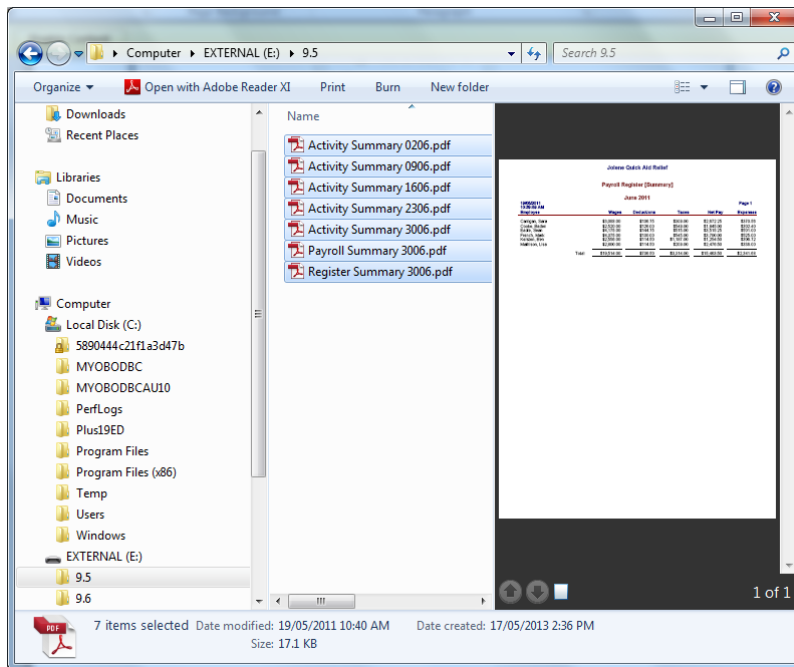 Computer EXTERNAL (E:) 9.5
Search 9.5
Organize Open with Adobe Reader XI Print Burn New folder
Downloads
Recent Places
Libraries
Documents
Music
Pictures
Videos
Computer
Local Disk (C:)
5890444c21f1a3d47b
MYOBODBC
MYOBODBCAU10
PerfLogs
Plus19ED
Program Files
Program Files (x86)
Temp
Users
Windows
EXTERNAL (E:)
9.5
9.6
Name
Activity Summary 0206.pdf
Activity Summary 0906.pdf
Activity Summary 1606.pdf
Activity Summary 2306.pdf
Activity Summary 3006.pdf
Payroll Summary 3006.pdf
Register Summary 3006.pdf
Quick Aid Relief
Payroll Register [Summary]
June 2011
Page 1
Employee Wages Deductions Taxes Net Pay Expenses
Total
1 of 1
PDF
7 items selected Date modified: 19/05/2011 10:40 AM Date created: 17/05/2013 2:36 PM
Size: 17.1 KB